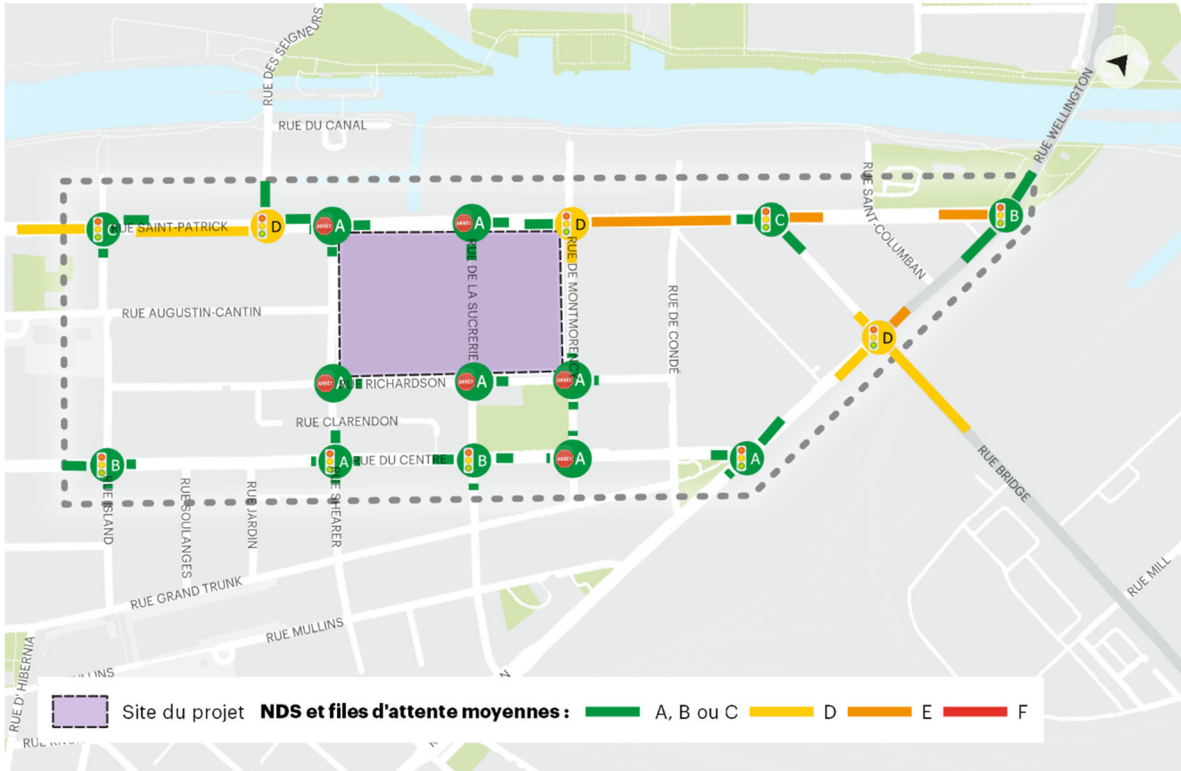 RUE DES SEIGNEURS
RUE DU CANAL
RUE WELLINGTON
RUE SAINT-COLUMBAN
RUE SAINT-PATRICK
D
ARRÊT A
ARRÊT A
D
C
B
RUE DE LA SUCRERIE
RUE DE MONTMORENCY
RUE DE CONDÉ
RUE AUGUSTIN-CANTIN
D
ARRÊT A
RUE RICHARDSON
ARRÊT A
ARRÊT A
RUE CLARENDON
B
A
RUE DU CENTRE
B
ARRÊT A
A
RUE ISLAND
RUE SOULANGES
RUE JARDIN
RUE SHEARER
RUE BRIDGE
RUE MILL
RUE GRAND TRUNK
RUE MULLINS
RUE D' HIBERNIA
Site du projet
NDS et files d'attente moyennes :
A, B ou C
D
E
F